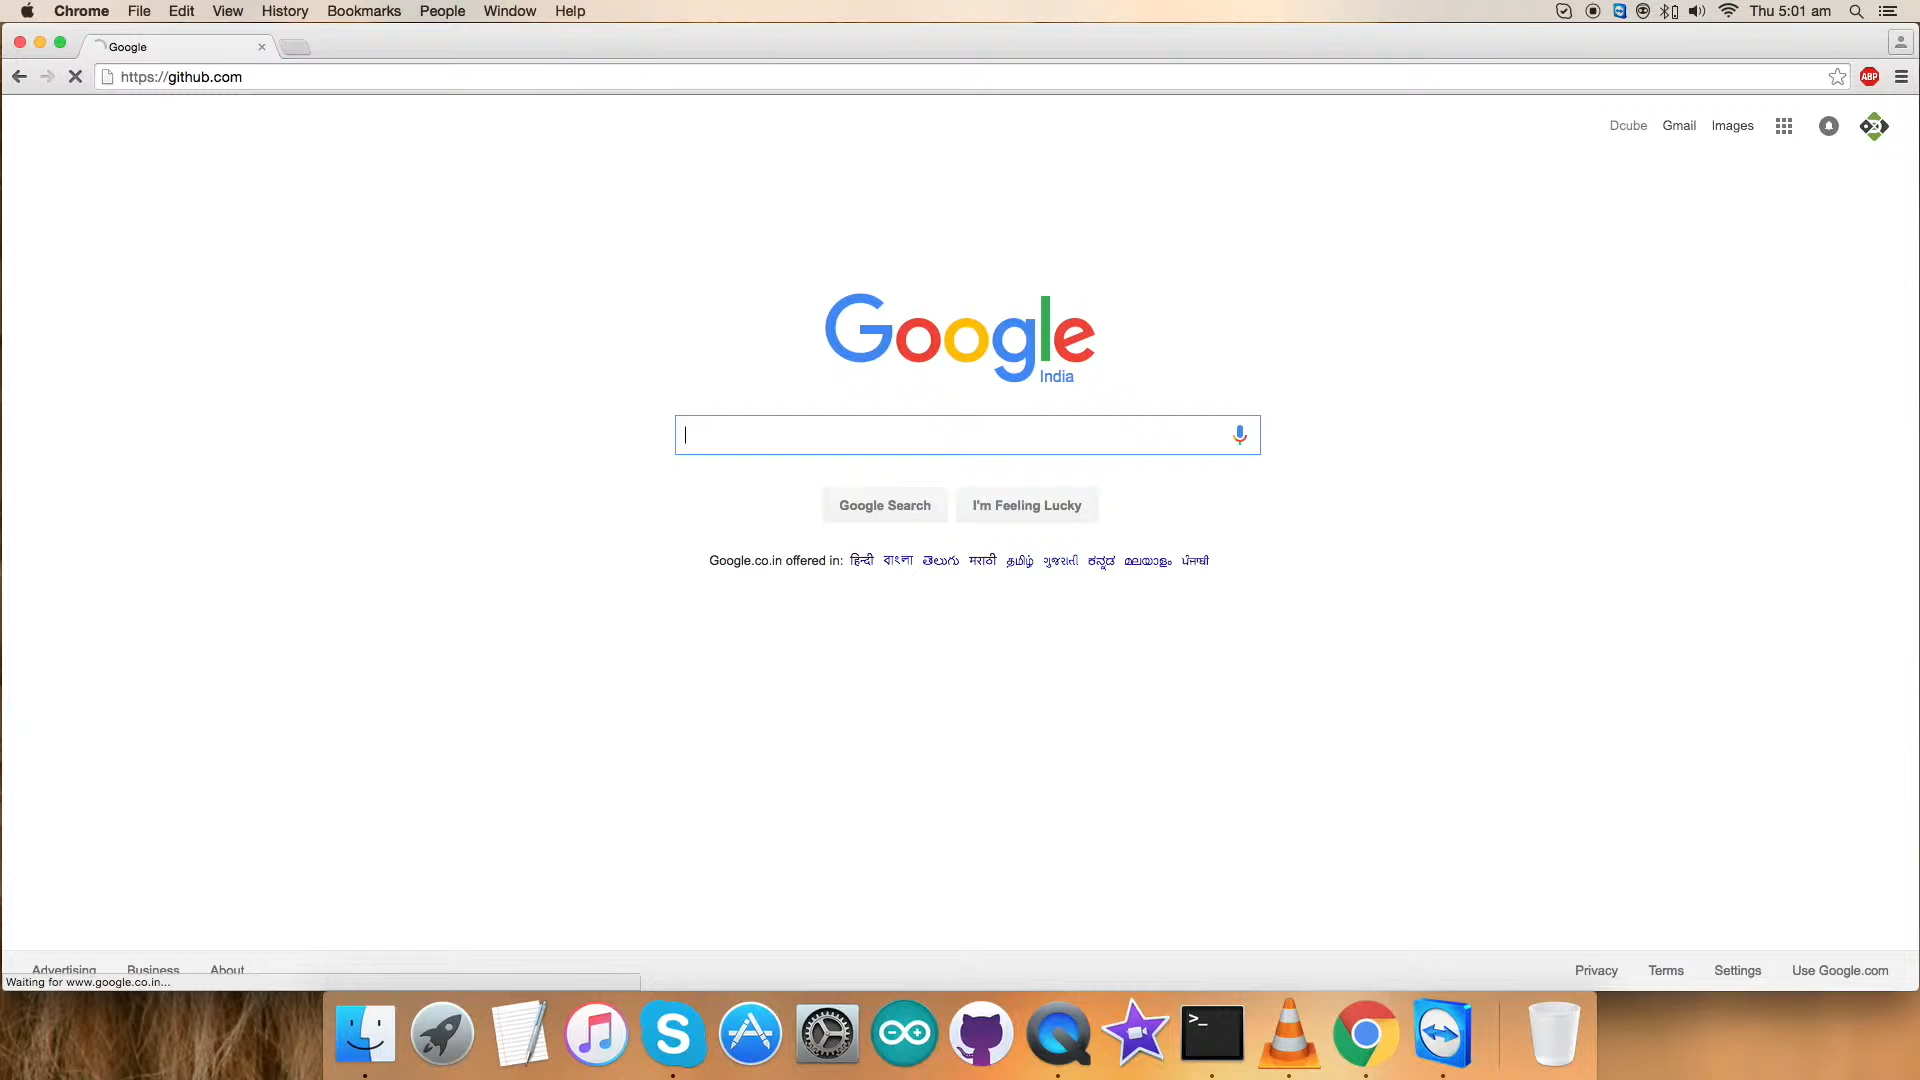 Chrome File Edit View History Bookmarks People Window Help Thu 5:01 am
Google
https://github.com ABP
Dcube Gmail Images
Google
India
Google Search I'm Feeling Lucky
Google.co.in offered in: हिन्दी বাংলা తెలుగు मराठी தமிழ் ગુજરાતી ಕನ್ನಡ മലയാളം ਪੰਜਾਬੀ
Advertising Business About Privacy Terms Settings Use Google.com
Waiting for www.google.co.in...